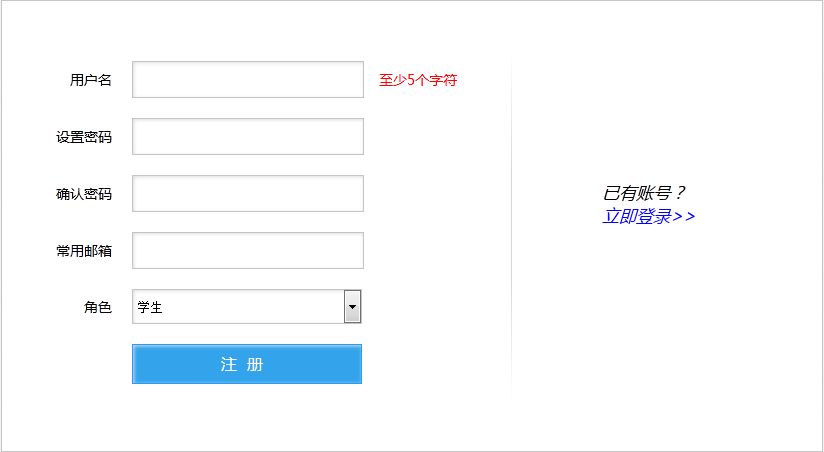 用户名 至少5个字符
设置密码
确认密码
常用邮箱
角色 学生
注 册
已有账号？
立即登录>>